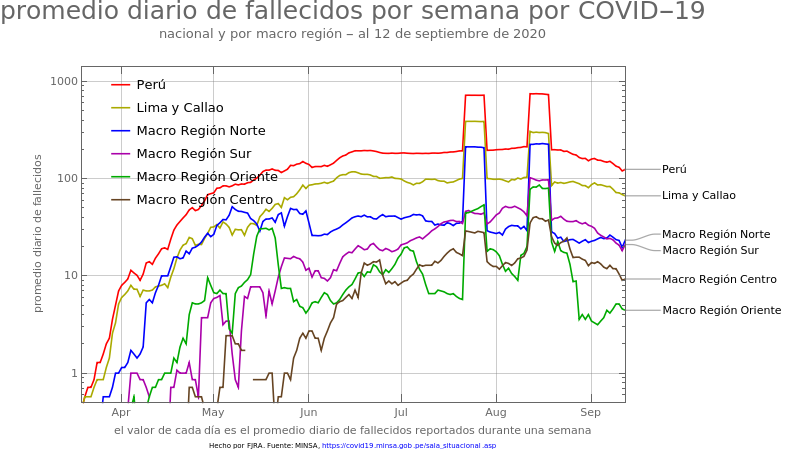 promedio diario de fallecidos por semana por COVID‒19
nacional y por macro región ‒ al 12 de septiembre de 2020
promedio diario de fallecidos
1000
100
10
1
Perú
Lima y Callao
Macro Región Norte
Macro Región Sur
Macro Región Oriente
Macro Región Centro
Perú
Lima y Callao
Macro Región Norte
Macro Región Sur
Macro Región Centro
Macro Región Oriente
Apr May Jun Jul Aug Sep
el valor de cada día es el promedio diario de fallecidos reportados durante una semana
Hecho por FJRA. Fuente: MINSA, https://covid19.minsa.gob.pe/sala_situacional .asp